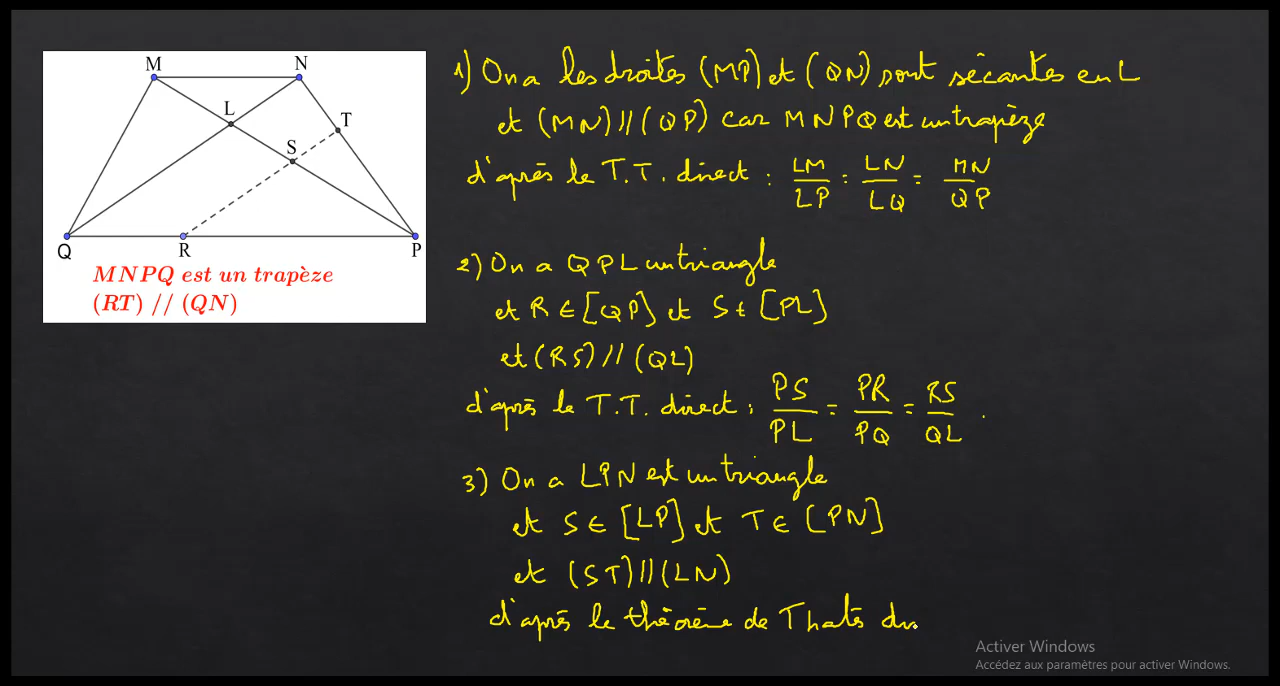 M
N
L
T
S
Q
R
P
MNPQ est un trapèze
(RT) // (QN)
1) On a les droites (MP) et (QN) sont sécantes en L
et (MN) // (QP) car MNPQ est un trapèze
d'après le T.T. direct : LM/LP = LN/LQ = MN/QP
2) On a QPL un triangle
et R ∈ [QP] et S ∈ [PL]
et (RS) // (QL)
d'après le T.T. direct : PS/PL = PR/PQ = RS/QL .
3) On a LPN est un triangle
et S ∈ [LP] et T ∈ [PN]
et (ST) // (LN)
d'après le théorème de Thalès
Activer Windows
Accédez aux paramètres pour activer Windows.